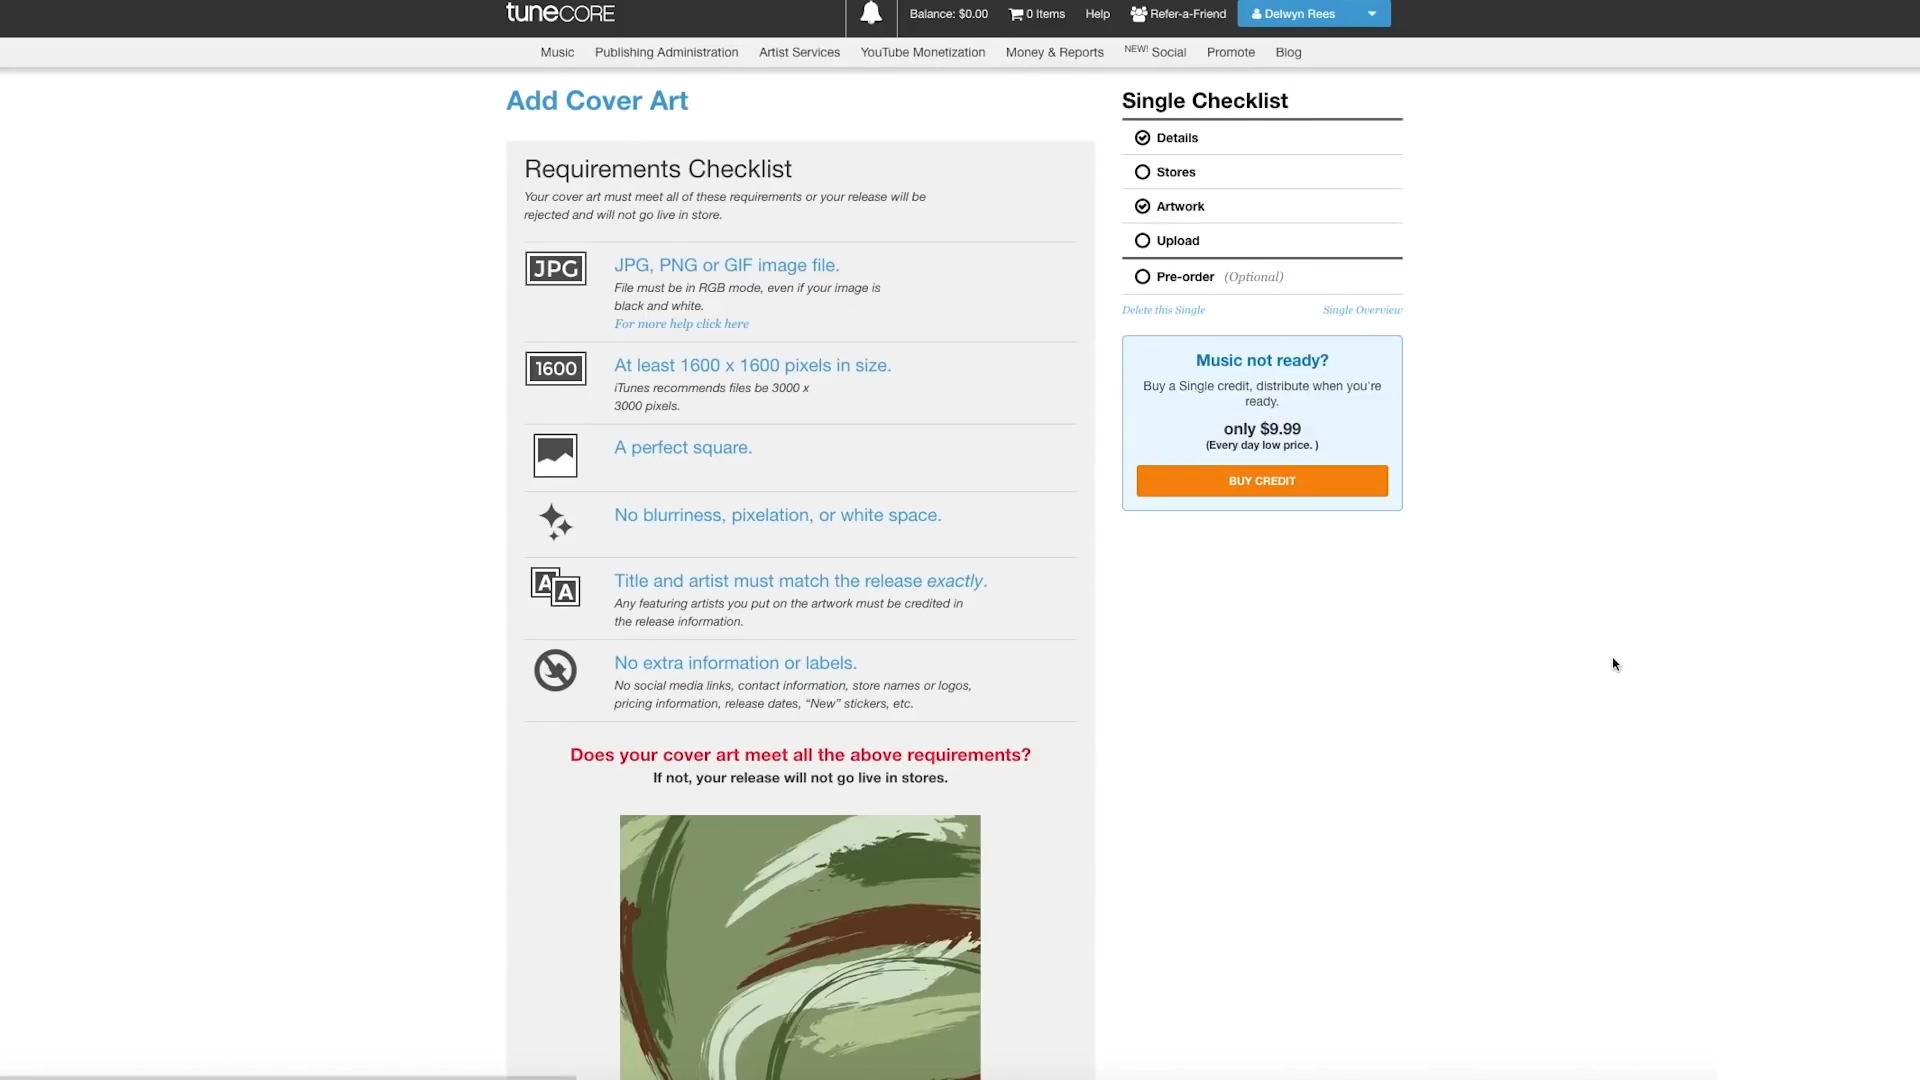 tuneCORE
Balance: $0.00
0 Items
Help
Refer-a-Friend
Delwyn Rees
Music
Publishing Administration
Artist Services
YouTube Monetization
Money & Reports
NEW! Social
Promote
Blog
Add Cover Art
Requirements Checklist
Your cover art must meet all of these requirements or your release will be
rejected and will not go live in store.
JPG
JPG, PNG or GIF image file.
File must be in RGB mode, even if your image is
black and white.
For more help click here
1600
At least 1600 x 1600 pixels in size.
iTunes recommends files be 3000 x
3000 pixels.
A perfect square.
No blurriness, pixelation, or white space.
A
A
Title and artist must match the release exactly.
Any featuring artists you put on the artwork must be credited in
the release information.
No extra information or labels.
No social media links, contact information, store names or logos,
pricing information, release dates, “New” stickers, etc.
Does your cover art meet all the above requirements?
If not, your release will not go live in stores.
Single Checklist
Details
Stores
Artwork
Upload
Pre-order (Optional)
Delete this Single
Single Overview
Music not ready?
Buy a Single credit, distribute when you're
ready.
only $9.99
(Every day low price. )
BUY CREDIT